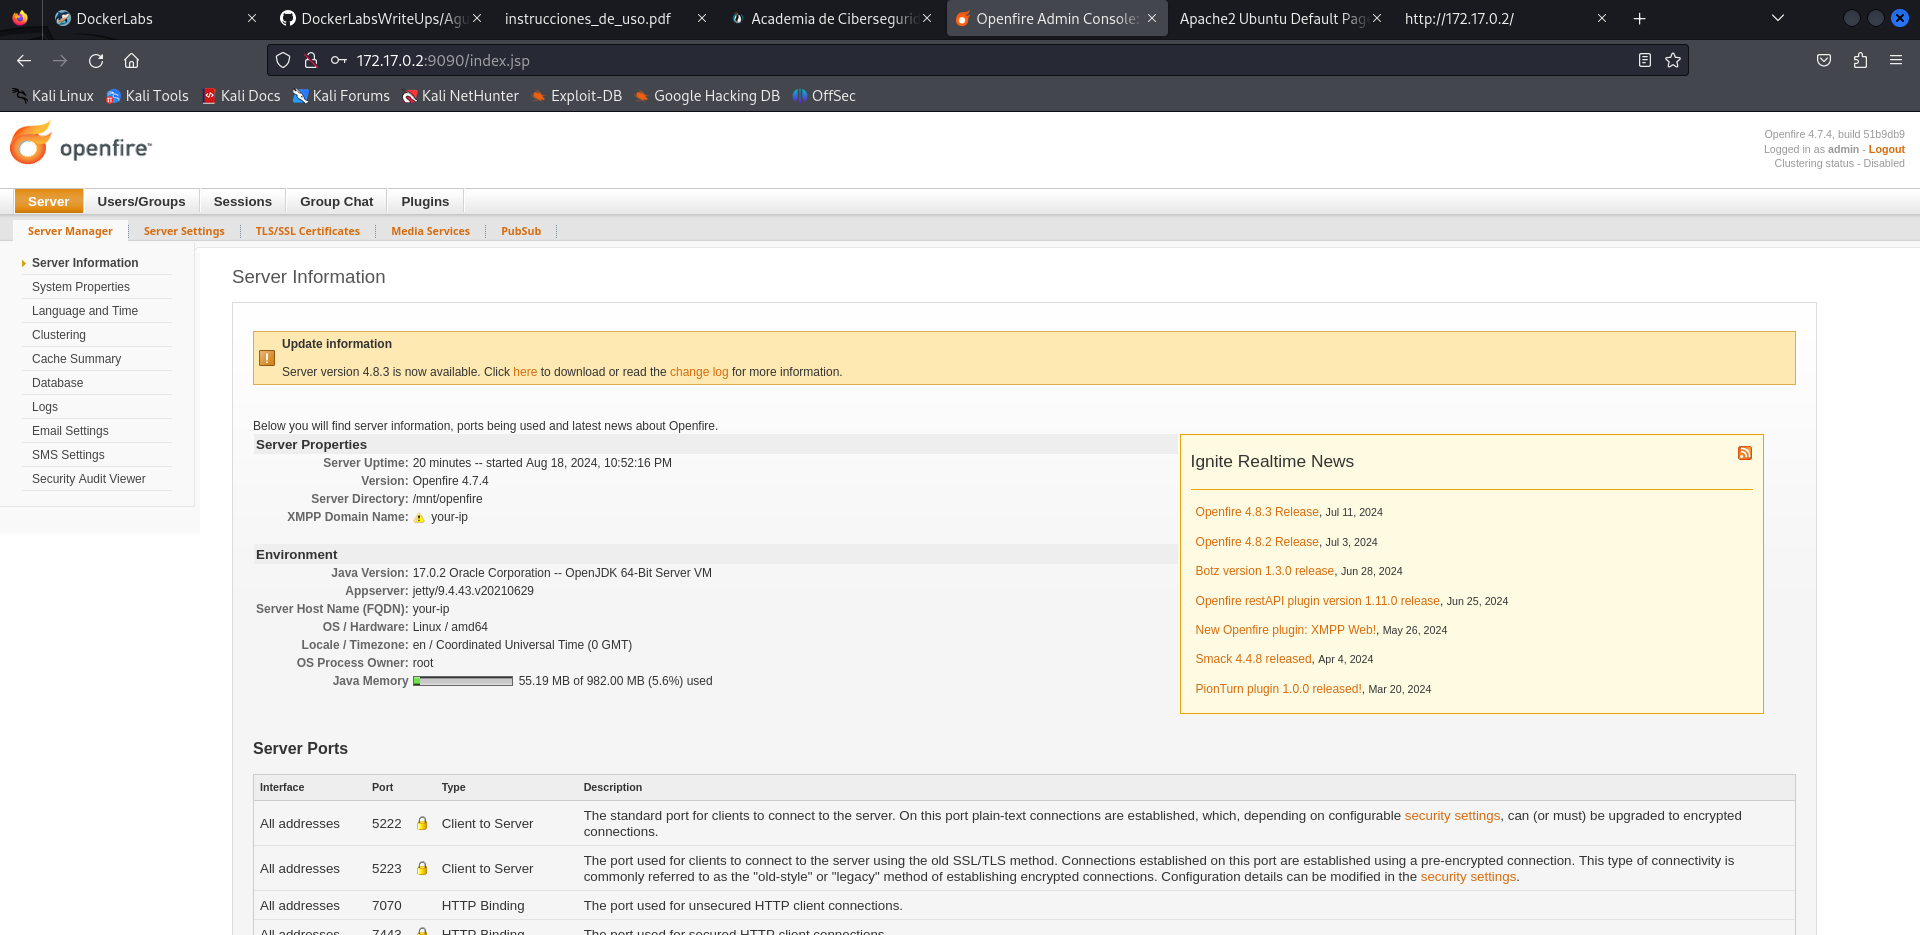 DockerLabs
DockerLabsWriteUps/Agu
instrucciones_de_uso.pdf
Academia de Cibersegurid
Openfire Admin Console:
Apache2 Ubuntu Default Page
http://172.17.0.2/
172.17.0.2:9090/index.jsp
Kali Linux
Kali Tools
Kali Docs
Kali Forums
Kali NetHunter
Exploit-DB
Google Hacking DB
OffSec
openfire™
Openfire 4.7.4, build 51b9db9
Logged in as admin - Logout
Clustering status - Disabled
Server
Users/Groups
Sessions
Group Chat
Plugins
Server Manager
Server Settings
TLS/SSL Certificates
Media Services
PubSub
Server Information
System Properties
Language and Time
Clustering
Cache Summary
Database
Logs
Email Settings
SMS Settings
Security Audit Viewer
Server Information
Update information
Server version 4.8.3 is now available. Click here to download or read the change log for more information.
Below you will find server information, ports being used and latest news about Openfire.
Server Properties
Server Uptime: 20 minutes -- started Aug 18, 2024, 10:52:16 PM
Version: Openfire 4.7.4
Server Directory: /mnt/openfire
XMPP Domain Name: your-ip
Environment
Java Version: 17.0.2 Oracle Corporation -- OpenJDK 64-Bit Server VM
Appserver: jetty/9.4.43.v20210629
Server Host Name (FQDN): your-ip
OS / Hardware: Linux / amd64
Locale / Timezone: en / Coordinated Universal Time (0 GMT)
OS Process Owner: root
Java Memory 55.19 MB of 982.00 MB (5.6%) used
Ignite Realtime News
Openfire 4.8.3 Release, Jul 11, 2024
Openfire 4.8.2 Release, Jul 3, 2024
Botz version 1.3.0 release, Jun 28, 2024
Openfire restAPI plugin version 1.11.0 release, Jun 25, 2024
New Openfire plugin: XMPP Web!, May 26, 2024
Smack 4.4.8 released, Apr 4, 2024
PionTurn plugin 1.0.0 released!, Mar 20, 2024
Server Ports
Interface Port Type Description
All addresses 5222 Client to Server The standard port for clients to connect to the server. On this port plain-text connections are established, which, depending on configurable security settings, can (or must) be upgraded to encrypted
connections.
All addresses 5223 Client to Server The port used for clients to connect to the server using the old SSL/TLS method. Connections established on this port are established using a pre-encrypted connection. This type of connectivity is
commonly referred to as the "old-style" or "legacy" method of establishing encrypted connections. Configuration details can be modified in the security settings.
All addresses 7070 HTTP Binding The port used for unsecured HTTP client connections.
All addresses 7443 HTTP Binding The port used for secured HTTP client connections.